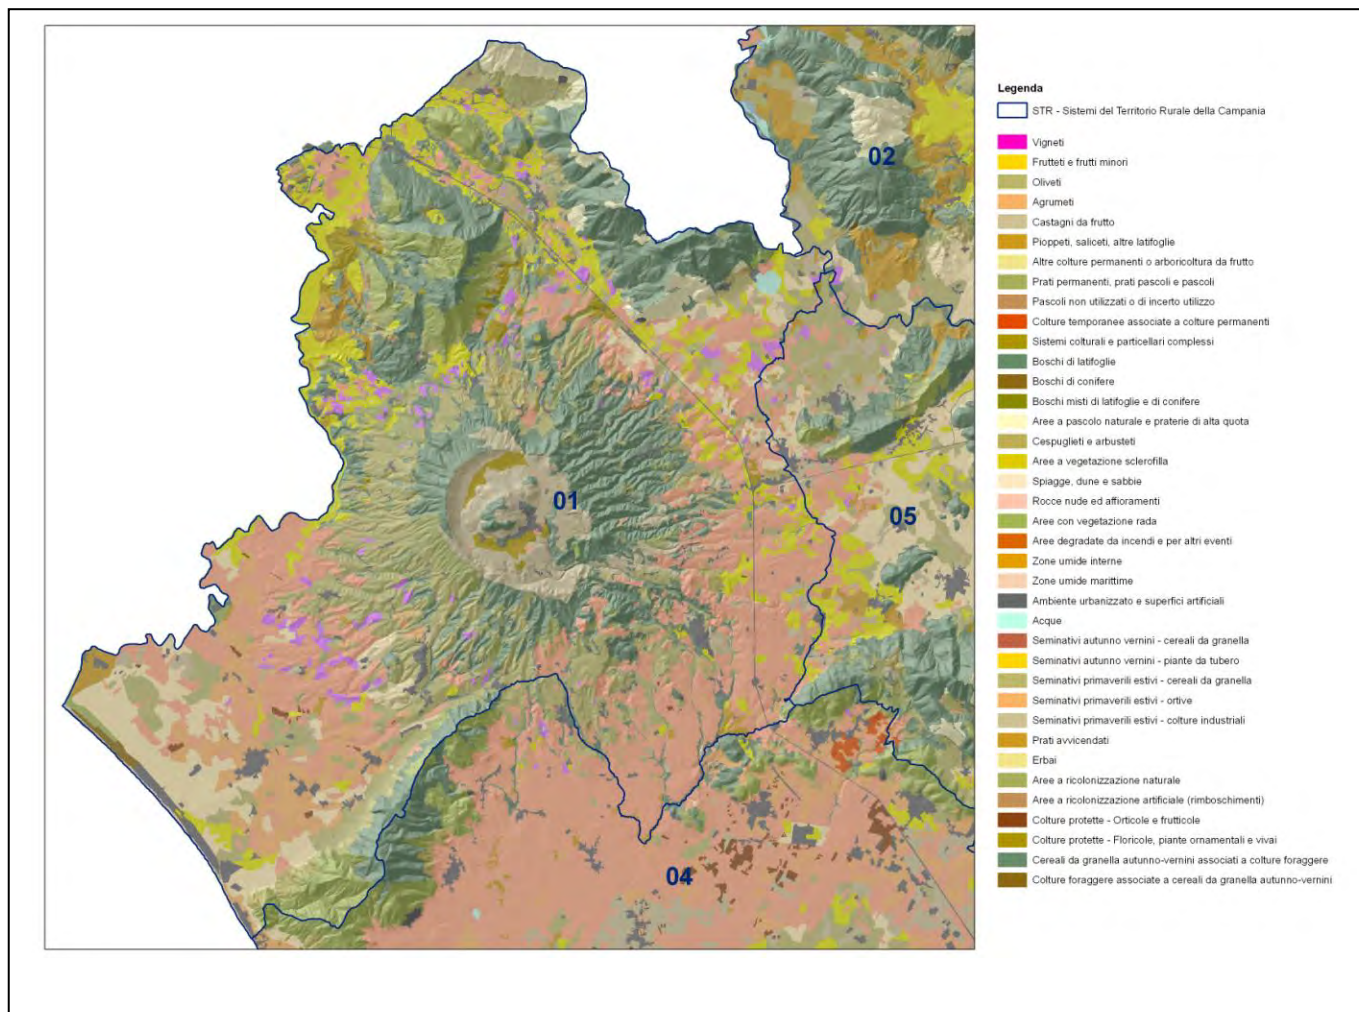 02
01
05
04
Legenda
STR - Sistemi del Territorio Rurale della Campania
Vigneti
Frutteti e frutti minori
Oliveti
Agrumeti
Castagni da frutto
Pioppeti, saliceti, altre latifoglie
Altre colture permanenti o arboricoltura da frutto
Prati permanenti, prati pascoli e pascoli
Pascoli non utilizzati o di incerto utilizzo
Colture temporanee associate a colture permanenti
Sistemi colturali e particellari complessi
Boschi di latifoglie
Boschi di conifere
Boschi misti di latifoglie e di conifere
Aree a pascolo naturale e praterie di alta quota
Cespuglieti e arbusteti
Aree a vegetazione sclerofilla
Spiagge, dune e sabbie
Rocce nude ed affioramenti
Aree con vegetazione rada
Aree degradate da incendi e per altri eventi
Zone umide interne
Zone umide marittime
Ambiente urbanizzato e superfici artificiali
Acque
Seminativi autunno vernini - cereali da granella
Seminativi autunno vernini - piante da tubero
Seminativi primaverili estivi - cereali da granella
Seminativi primaverili estivi - ortive
Seminativi primaverili estivi - colture industriali
Prati avvicendati
Erbai
Aree a ricolonizzazione naturale
Aree a ricolonizzazione artificiale (rimboschimenti)
Colture protette - Orticole e frutticole
Colture protette - Floricole, piante ornamentali e vivai
Cereali da granella autunno-vernini associati a colture foraggere
Colture foraggere associate a cereali da granella autunno-vernini